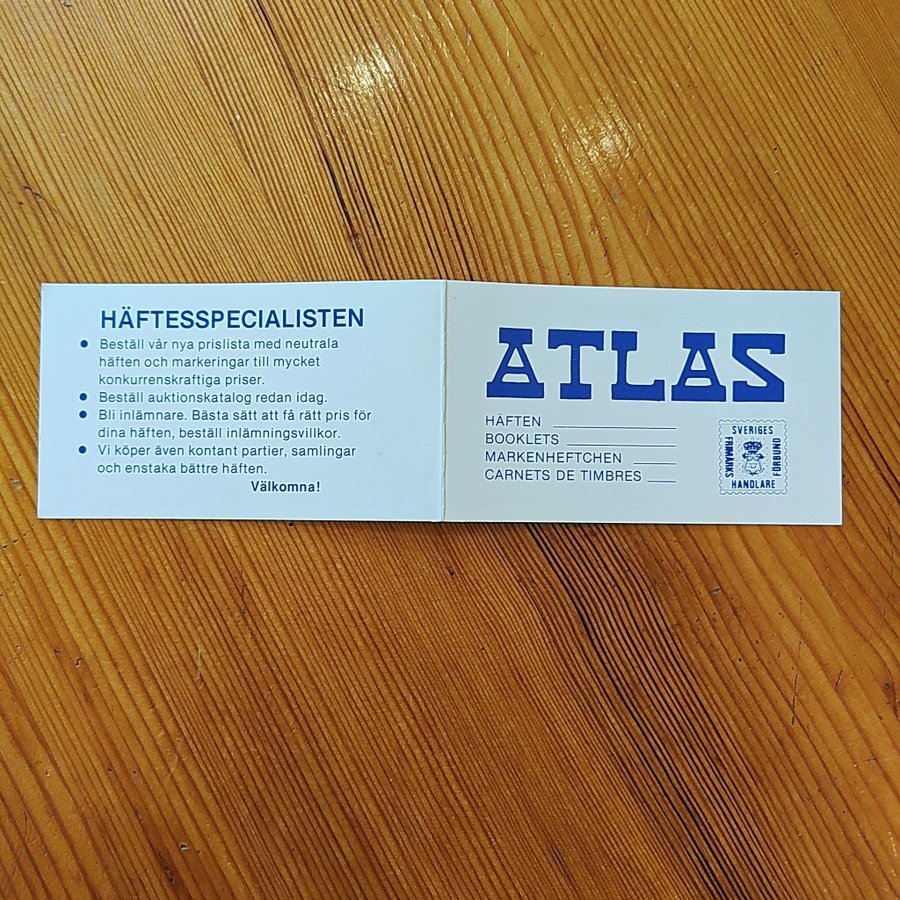 HÄFTESSPECIALISTEN
● Beställ vår nya prislista med neutrala
häften och markeringar till mycket
konkurrenskraftiga priser.
● Beställ auktionskatalog redan idag.
● Bli inlämnare. Bästa sätt att få rätt pris för
dina häften, beställ inlämningsvillkor.
● Vi köper även kontant partier, samlingar
och enstaka bättre häften.
Välkomna!
ATLAS
HÄFTEN
BOOKLETS
MARKENHEFTCHEN
CARNETS DE TIMBRES
SVERIGES
FRIMÄRKS
HANDLARE
FÖRBUND